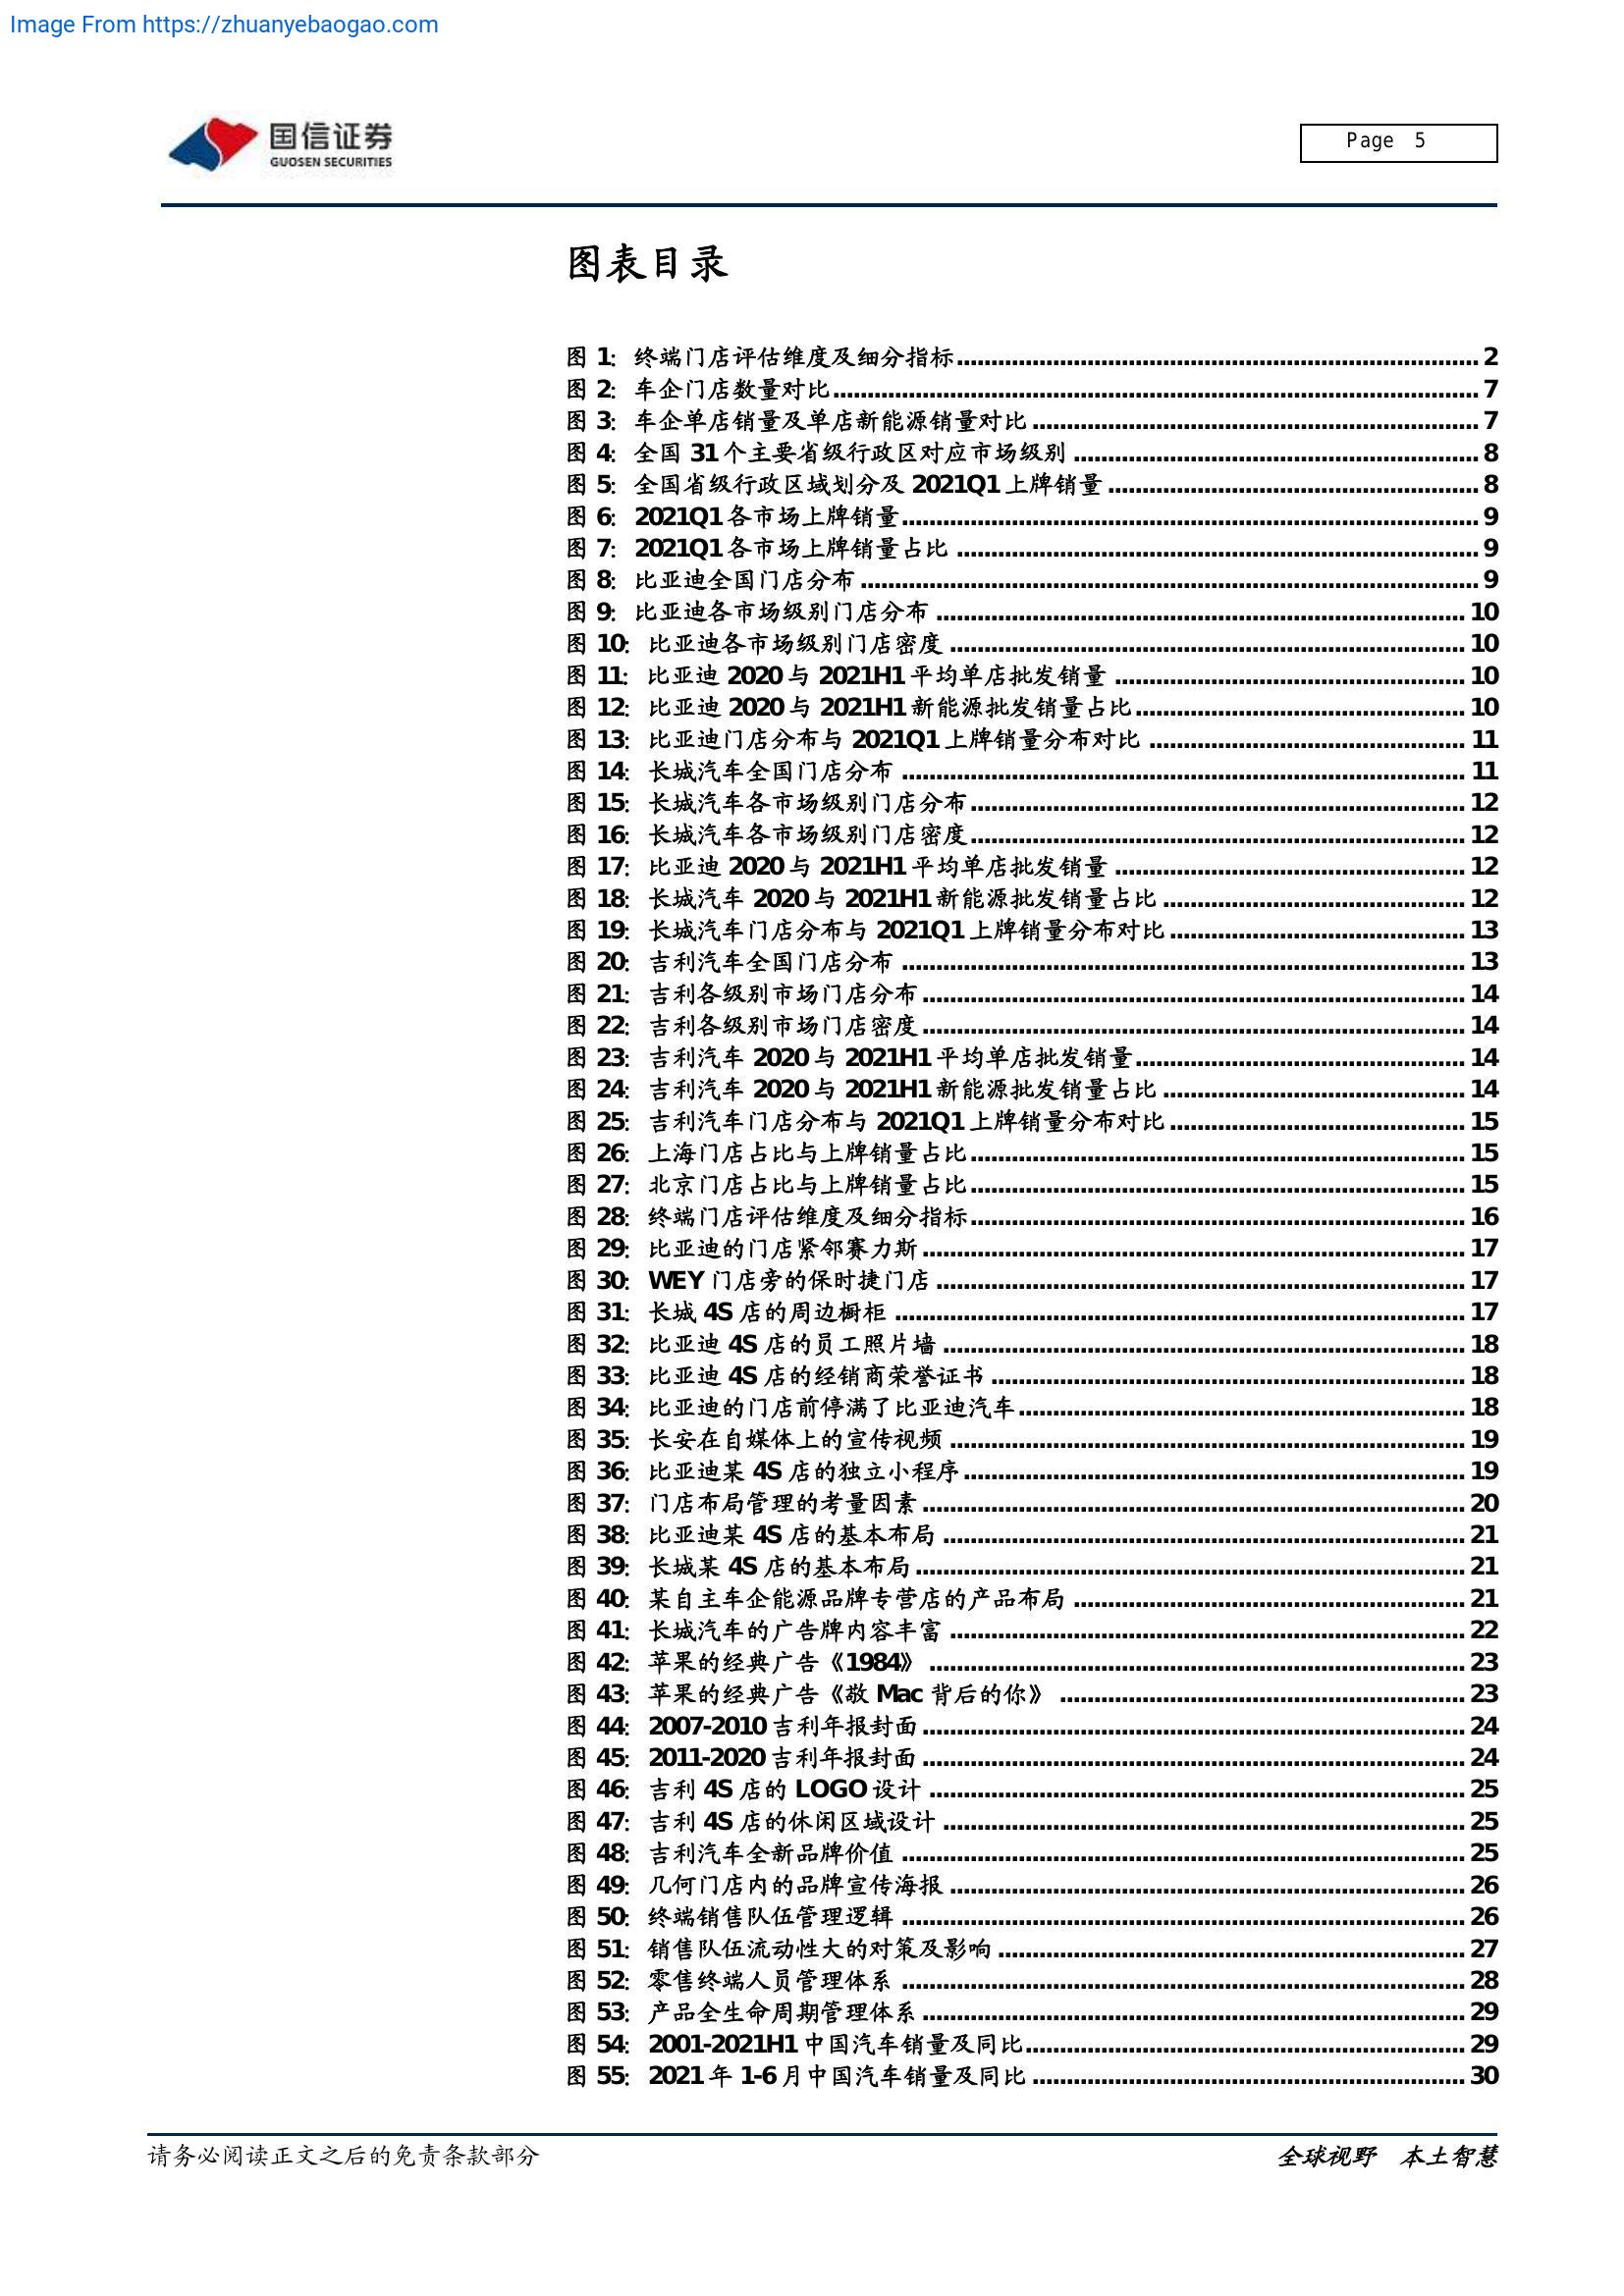 Image From https://zhuanyebaogao.com
国信证券
GUOSEN SECURITIES
Page 5
图表目录
图 1: 终端门店评估维度及细分指标........................................ 2
图 2: 车企门店数量对比........................................ 7
图 3: 车企单店销量及单店新能源销量对比........................................ 7
图 4: 全国 31 个主要省级行政区对应市场级别........................................ 8
图 5: 全国省级行政区域划分及 2021Q1 上牌销量........................................ 8
图 6: 2021Q1 各市场上牌销量........................................ 9
图 7: 2021Q1 各市场上牌销量占比........................................ 9
图 8: 比亚迪全国门店分布........................................ 9
图 9: 比亚迪各市场级别门店分布........................................ 10
图 10: 比亚迪各市场级别门店密度........................................ 10
图 11: 比亚迪 2020 与 2021H1 平均单店批发销量........................................ 10
图 12: 比亚迪 2020 与 2021H1 新能源批发销量占比........................................ 10
图 13: 比亚迪门店分布与 2021Q1 上牌销量分布对比........................................ 11
图 14: 长城汽车全国门店分布........................................ 11
图 15: 长城汽车各市场级别门店分布........................................ 12
图 16: 长城汽车各市场级别门店密度........................................ 12
图 17: 比亚迪 2020 与 2021H1 平均单店批发销量........................................ 12
图 18: 长城汽车 2020 与 2021H1 新能源批发销量占比........................................ 12
图 19: 长城汽车门店分布与 2021Q1 上牌销量分布对比........................................ 13
图 20: 吉利汽车全国门店分布........................................ 13
图 21: 吉利各级别市场门店分布........................................ 14
图 22: 吉利各级别市场门店密度........................................ 14
图 23: 吉利汽车 2020 与 2021H1 平均单店批发销量........................................ 14
图 24: 吉利汽车 2020 与 2021H1 新能源批发销量占比........................................ 14
图 25: 吉利汽车门店分布与 2021Q1 上牌销量分布对比........................................ 15
图 26: 上海门店占比与上牌销量占比........................................ 15
图 27: 北京门店占比与上牌销量占比........................................ 15
图 28: 终端门店评估维度及细分指标........................................ 16
图 29: 比亚迪的门店紧邻赛力斯........................................ 17
图 30: WEY 门店旁的保时捷门店........................................ 17
图 31: 长城 4S 店的周边橱柜........................................ 17
图 32: 比亚迪 4S 店的员工照片墙........................................ 18
图 33: 比亚迪 4S 店的经销商荣誉证书........................................ 18
图 34: 比亚迪的门店前停满了比亚迪汽车........................................ 18
图 35: 长安在自媒体上的宣传视频........................................ 19
图 36: 比亚迪某 4S 店的独立小程序........................................ 19
图 37: 门店布局管理的考量因素........................................ 20
图 38: 比亚迪某 4S 店的基本布局........................................ 21
图 39: 长城某 4S 店的基本布局........................................ 21
图 40: 某自主车企能源品牌专营店的产品布局........................................ 21
图 41: 长城汽车的广告牌内容丰富........................................ 22
图 42: 苹果的经典广告《1984》........................................ 23
图 43: 苹果的经典广告《敬 Mac 背后的你》........................................ 23
图 44: 2007-2010 吉利年报封面........................................ 24
图 45: 2011-2020 吉利年报封面........................................ 24
图 46: 吉利 4S 店的 LOGO 设计........................................ 25
图 47: 吉利 4S 店的休闲区域设计........................................ 25
图 48: 吉利汽车全新品牌价值........................................ 25
图 49: 几何门店内的品牌宣传海报........................................ 26
图 50: 终端销售队伍管理逻辑........................................ 26
图 51: 销售队伍流动性大的对策及影响........................................ 27
图 52: 零售终端人员管理体系........................................ 28
图 53: 产品全生命周期管理体系........................................ 29
图 54: 2001-2021H1 中国汽车销量及同比........................................ 29
图 55: 2021 年 1-6 月中国汽车销量及同比........................................ 30
请务必阅读正文之后的免责条款部分
全球视野 本土智慧